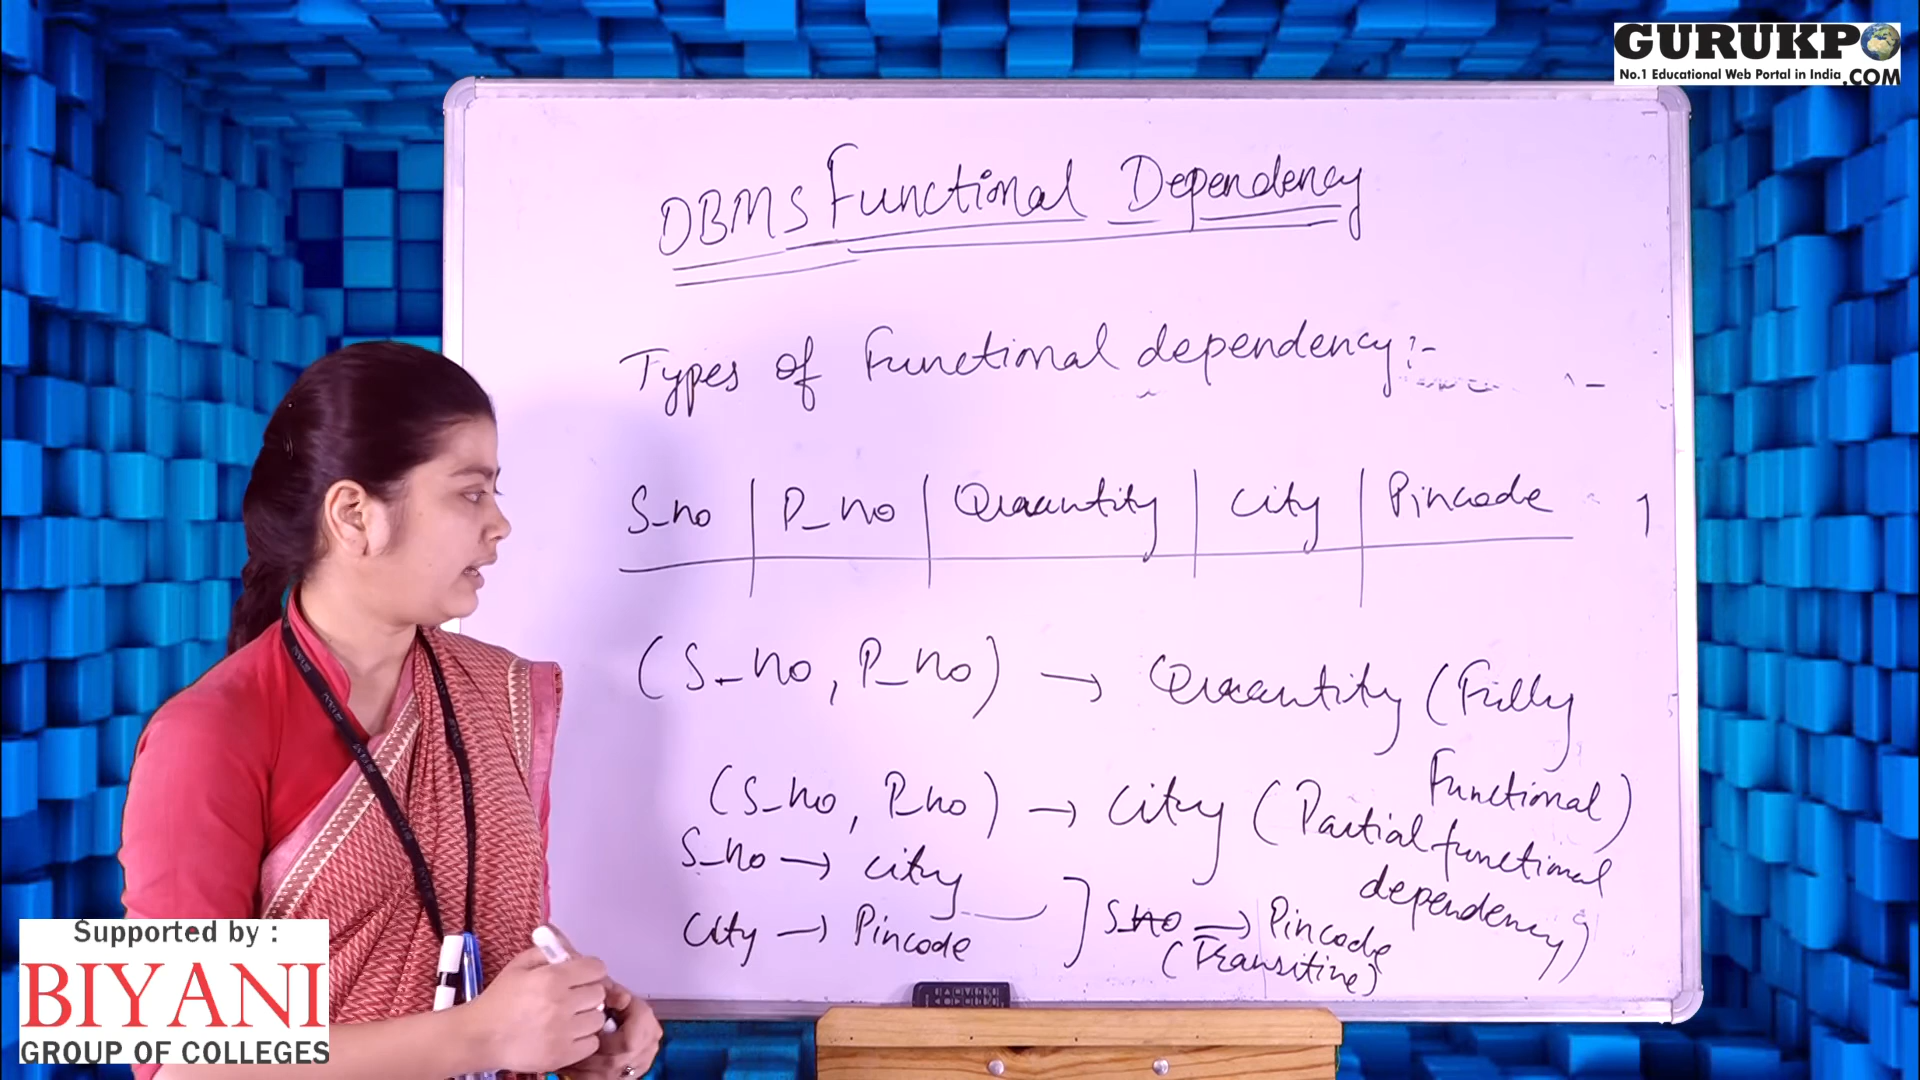 GURUKPO
No.1 Educational Web Portal in India .COM
DBMS Functional Dependency
Types of Functional dependency:-
S_no | P_no | Quantity | City | Pincode
(S_no, P_no) → Quantity (Fully Functional)
(S_no, P_no) → City (Partial functional dependency)
S_no → City
City → Pincode ] S_no → Pincode
(Transitive)
Supported by :
BIYANI
GROUP OF COLLEGES